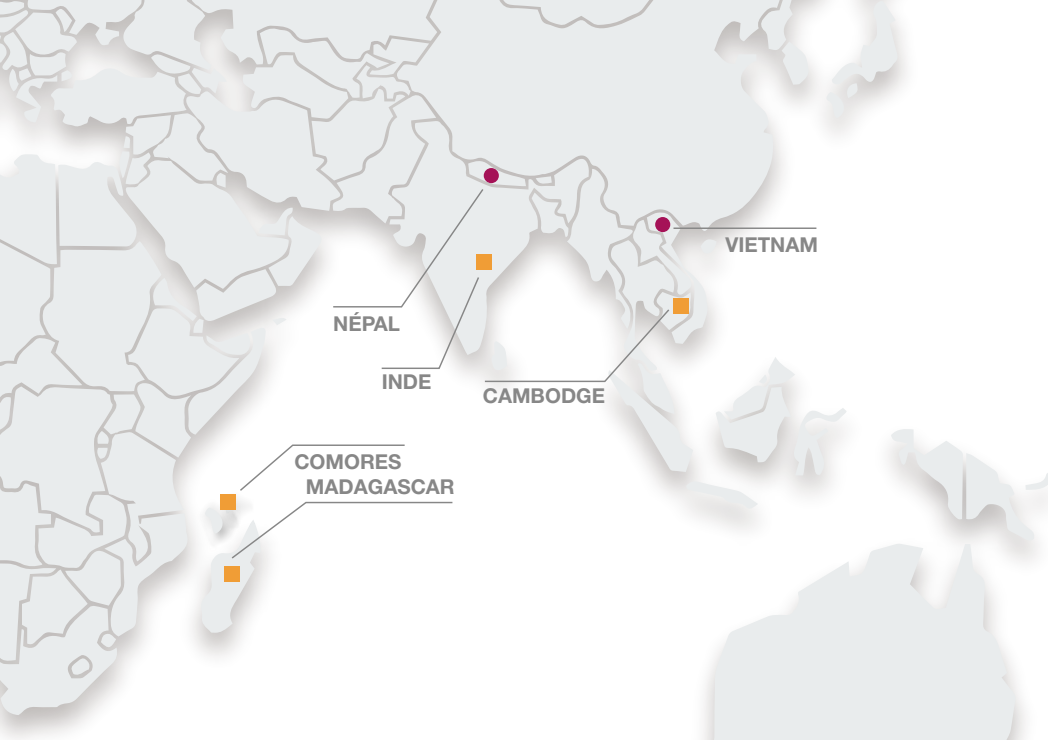 VIETNAM
NÉPAL
INDE
CAMBODGE
COMORES
MADAGASCAR